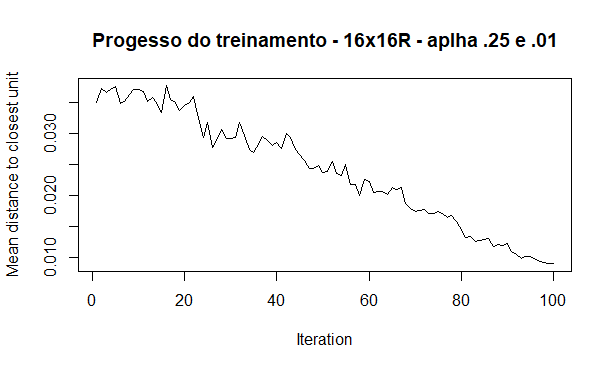 Progesso do treinamento - 16x16R - aplha .25 e .01
Mean distance to closest unit
0.030
0.020
0.010
0 20 40 60 80 100
Iteration